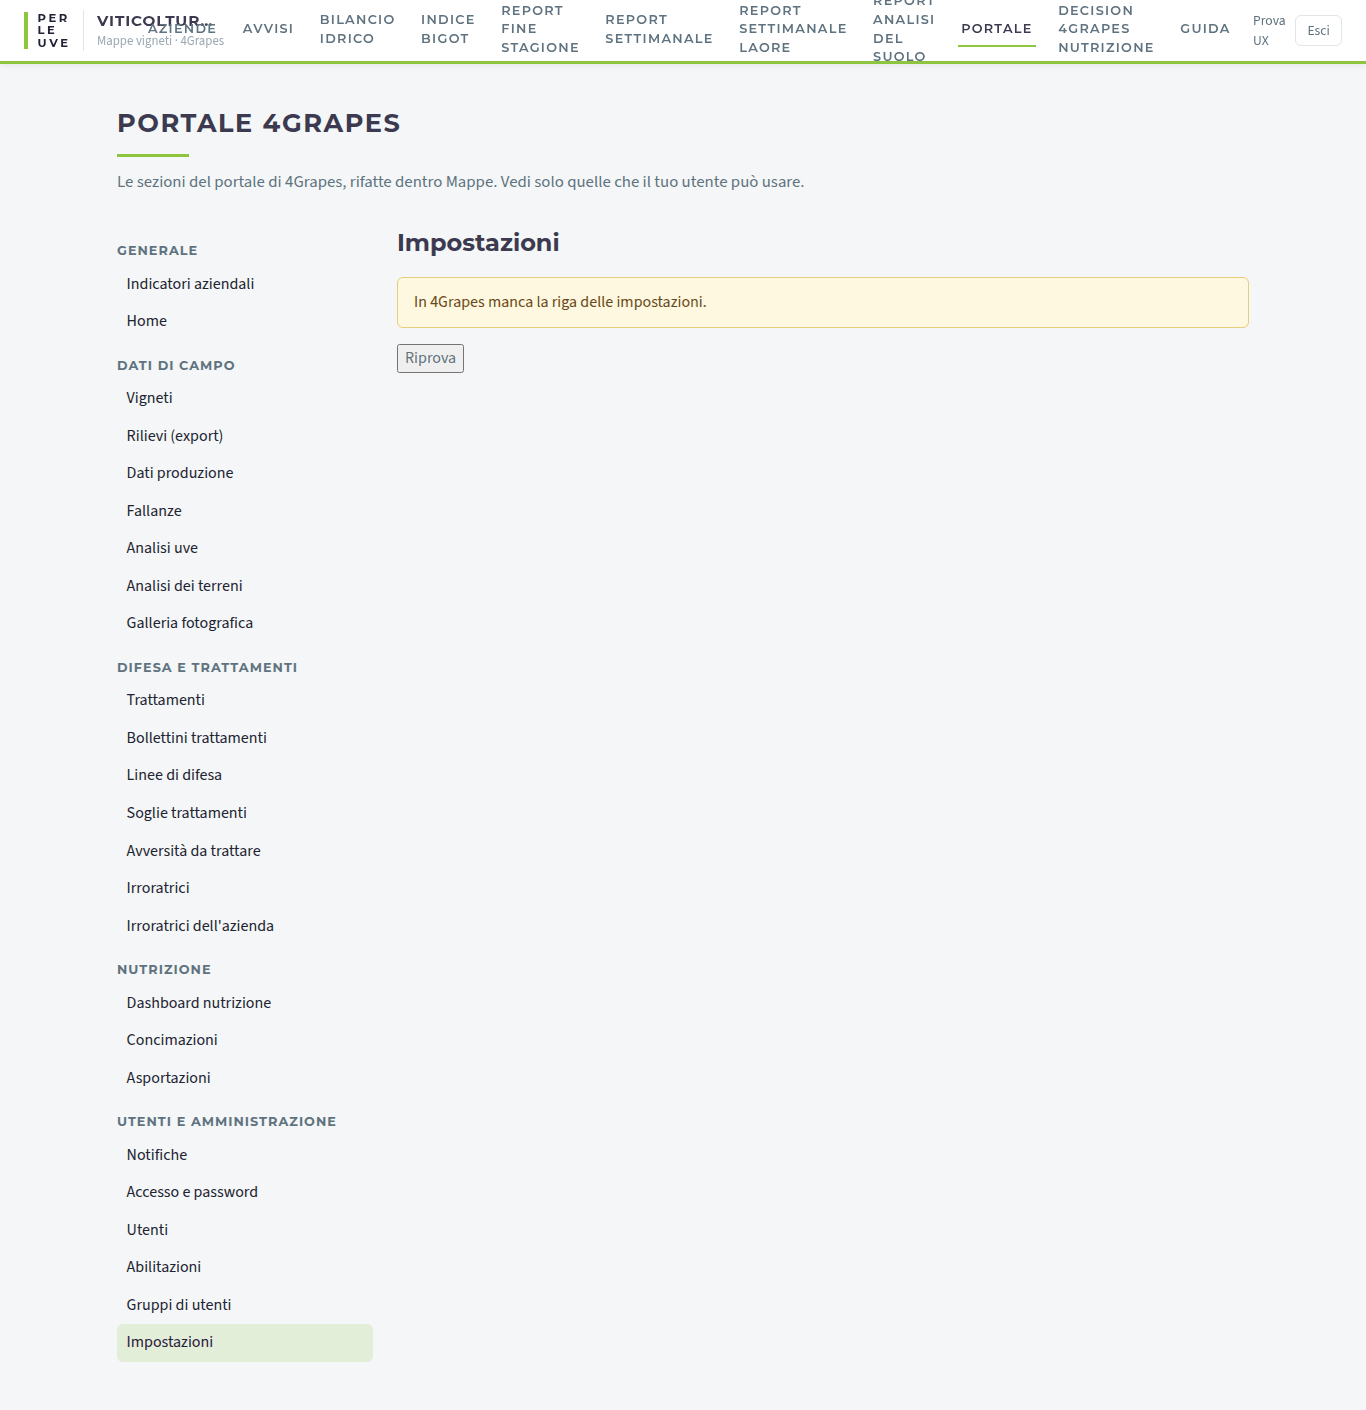 PER
LE
UVE
VITICOLTUR...
Mappe vigneti · 4Grapes
AZIENDE
AVVISI
BILANCIO
IDRICO
INDICE
BIGOT
REPORT
FINE
STAGIONE
REPORT
SETTIMANALE
REPORT
SETTIMANALE
LAORE
REPORT
ANALISI
DEL
SUOLO
PORTALE
DECISION
4GRAPES
NUTRIZIONE
GUIDA
Prova
UX
Esci
PORTALE 4GRAPES
Le sezioni del portale di 4Grapes, rifatte dentro Mappe. Vedi solo quelle che il tuo utente può usare.
GENERALE
Indicatori aziendali
Home
DATI DI CAMPO
Vigneti
Rilievi (export)
Dati produzione
Fallanze
Analisi uve
Analisi dei terreni
Galleria fotografica
DIFESA E TRATTAMENTI
Trattamenti
Bollettini trattamenti
Linee di difesa
Soglie trattamenti
Avversità da trattare
Irroratrici
Irroratrici dell'azienda
NUTRIZIONE
Dashboard nutrizione
Concimazioni
Asportazioni
UTENTI E AMMINISTRAZIONE
Notifiche
Accesso e password
Utenti
Abilitazioni
Gruppi di utenti
Impostazioni
Impostazioni
In 4Grapes manca la riga delle impostazioni.
Riprova